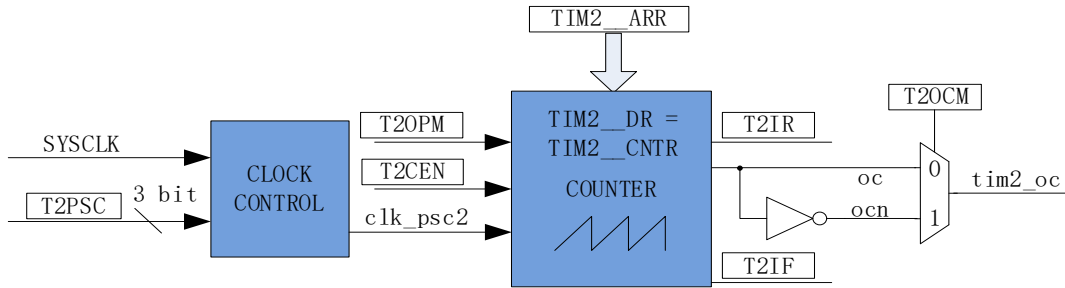 TIM2__ARR
SYSCLK
T2PSC
3 bit
CLOCK
CONTROL
T2OPM
T2CEN
clk_psc2
TIM2__DR =
TIM2__CNTR
COUNTER
T2IR
T2IF
oc
ocn
T2OCM
0
1
tim2_oc